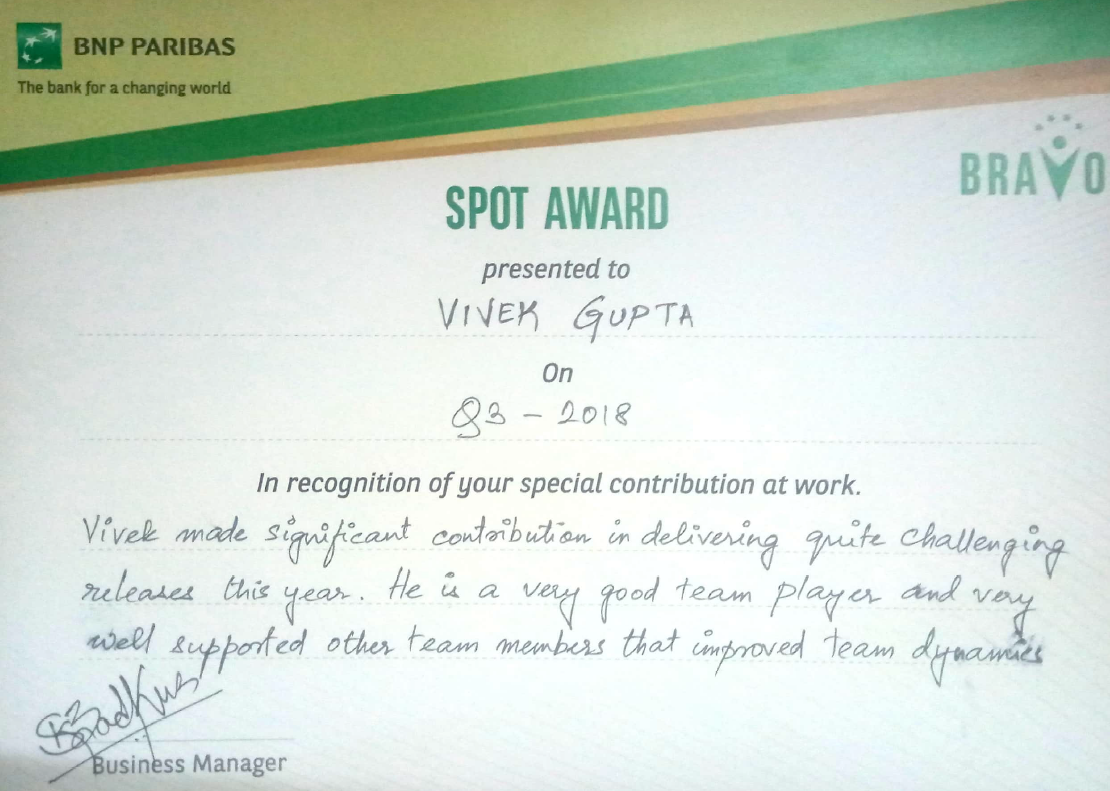 BNP PARIBAS
The bank for a changing world
BRAVO
SPOT AWARD
presented to
VIVEK GUPTA
On
Q3 - 2018
In recognition of your special contribution at work.
Vivek made significant contribution in delivering quite challenging
releases this year. He is a very good team player and very
well supported other team members that improved team dynamics
Business Manager